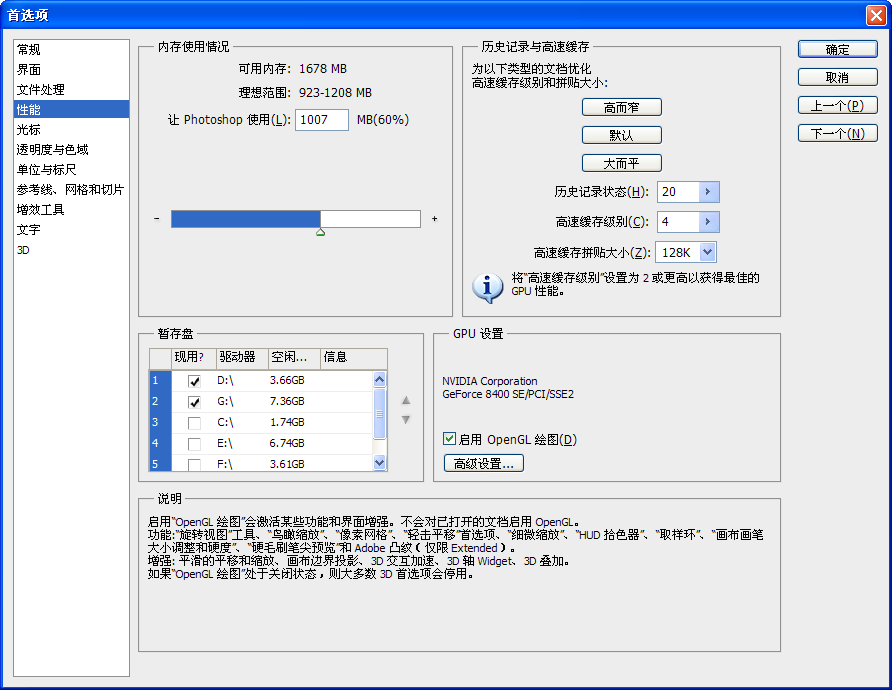 首选项
常规
界面
文件处理
性能
光标
透明度与色域
单位与标尺
参考线、网格和切片
增效工具
文字
3D
内存使用情况
可用内存: 1678 MB
理想范围: 923-1208 MB
让 Photoshop 使用(L): 1007 MB(60%)
- +
历史记录与高速缓存
为以下类型的文档优化
高速缓存级别和拼贴大小:
高而窄
默认
大而平
历史记录状态(H): 20
高速缓存级别(C): 4
高速缓存拼贴大小(Z): 128K
将“高速缓存级别”设置为 2 或更高以获得最佳的
GPU 性能。
确定
取消
上一个(P)
下一个(N)
暂存盘
现用? 驱动器 空闲... 信息
1 D:\ 3.66GB
2 G:\ 7.36GB
3 C:\ 1.74GB
4 E:\ 6.74GB
5 F:\ 3.61GB
GPU 设置
NVIDIA Corporation
GeForce 8400 SE/PCI/SSE2
启用 OpenGL 绘图(D)
高级设置...
说明
启用“OpenGL 绘图”会激活某些功能和界面增强。不会对已打开的文档启用 OpenGL。
功能:“旋转视图”工具、“鸟瞰缩放”、“像素网格”、“轻击平移”首选项、“细微缩放”、“HUD 拾色器”、“取样环”、“画布画笔
大小调整和硬度”、“硬毛刷笔尖预览”和 Adobe 凸纹（仅限 Extended）。
增强: 平滑的平移和缩放、画布边界投影、3D 交互加速、3D 轴 Widget、3D 叠加。
如果“OpenGL 绘图”处于关闭状态，则大多数 3D 首选项会停用。